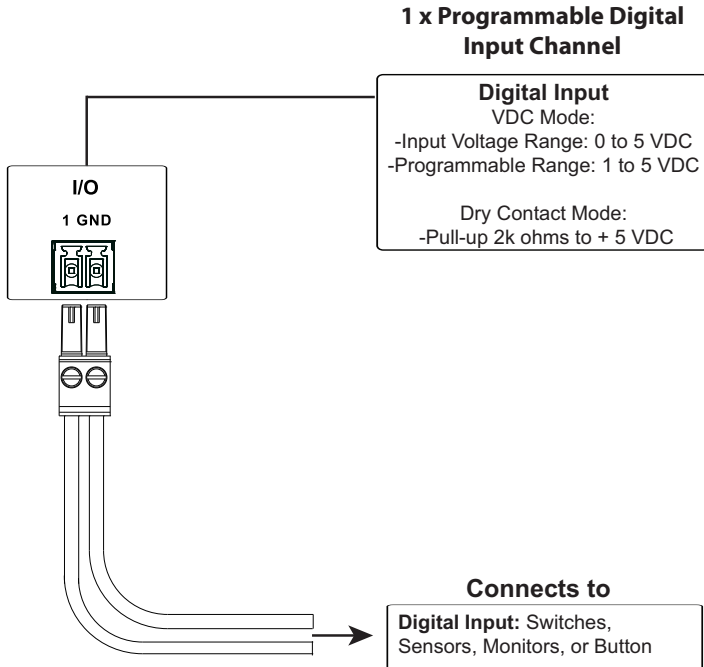 1 x Programmable Digital
Input Channel
Digital Input
VDC Mode:
-Input Voltage Range: 0 to 5 VDC
-Programmable Range: 1 to 5 VDC
Dry Contact Mode:
-Pull-up 2k ohms to + 5 VDC
I/O
1 GND
Connects to
Digital Input: Switches,
Sensors, Monitors, or Button